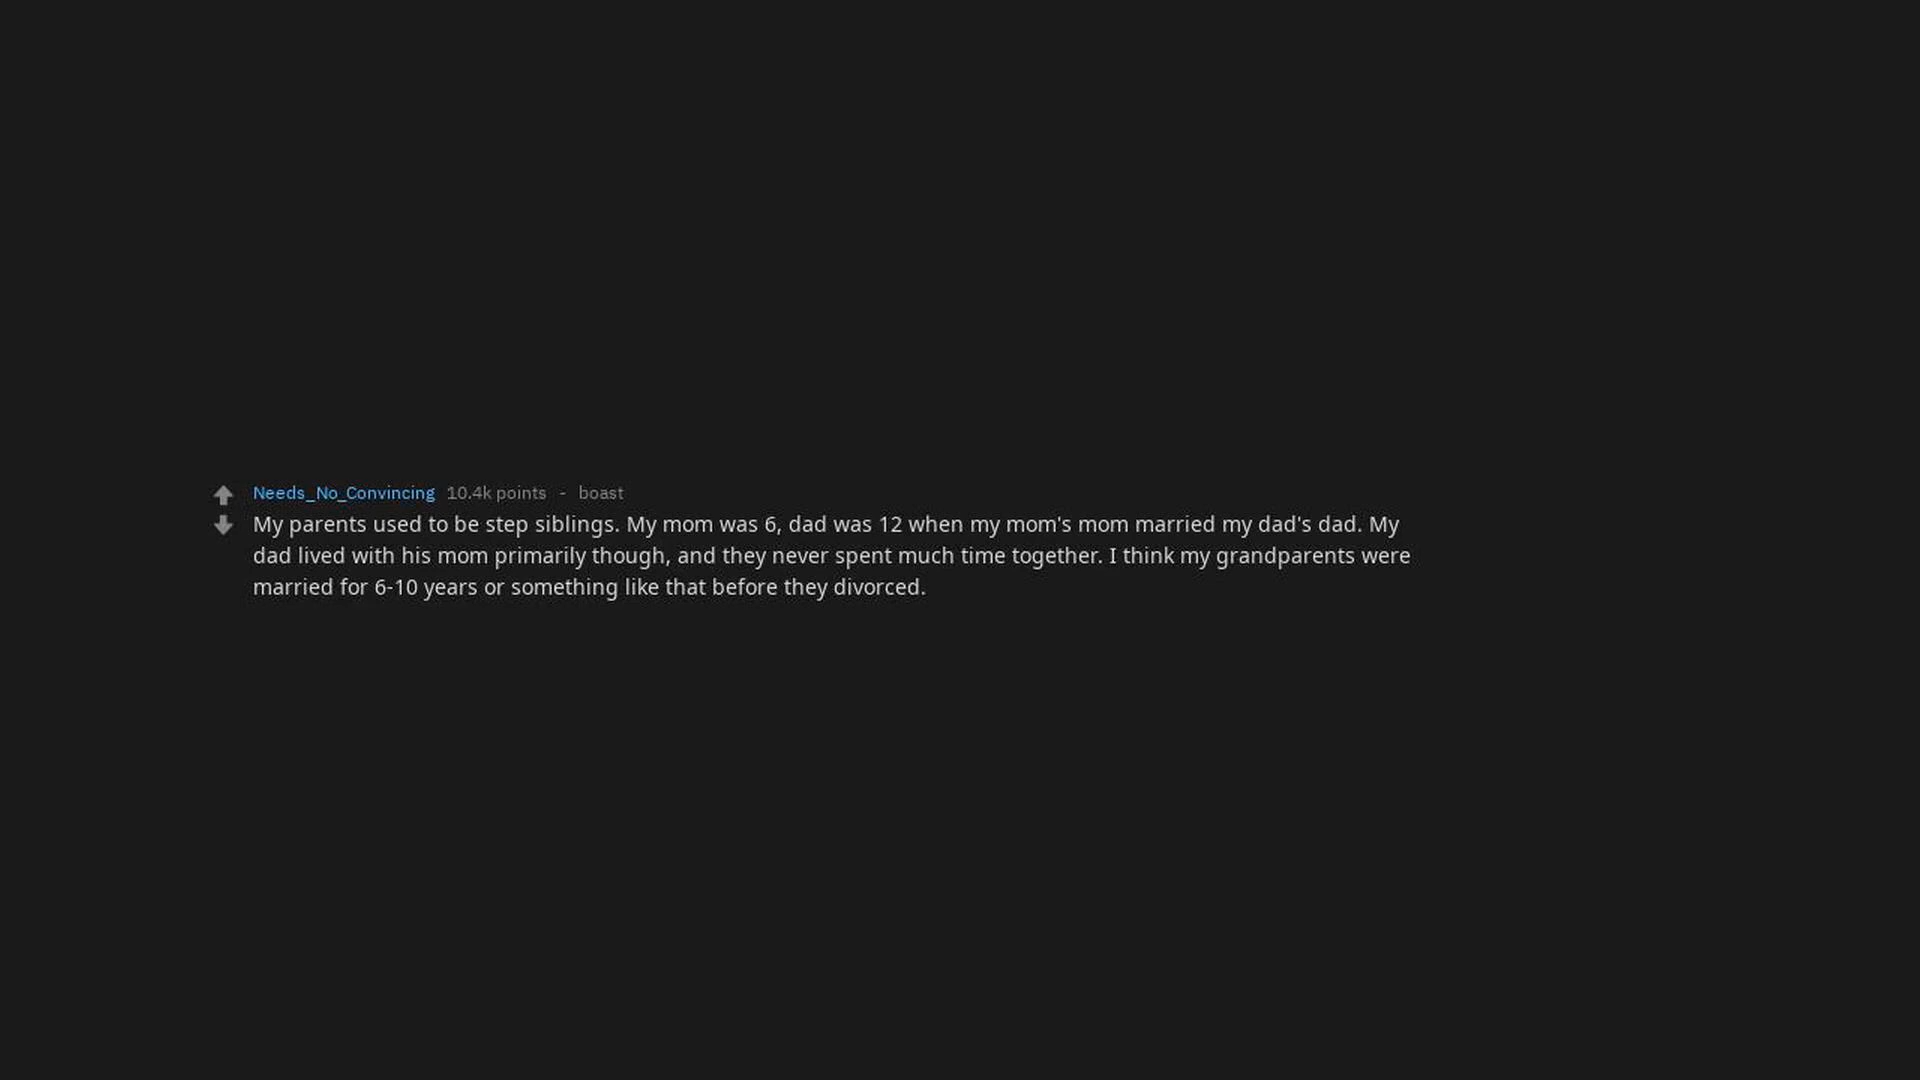 Needs_No_Convincing 10.4k points - boast
My parents used to be step siblings. My mom was 6, dad was 12 when my mom's mom married my dad's dad. My
dad lived with his mom primarily though, and they never spent much time together. I think my grandparents were
married for 6-10 years or something like that before they divorced.